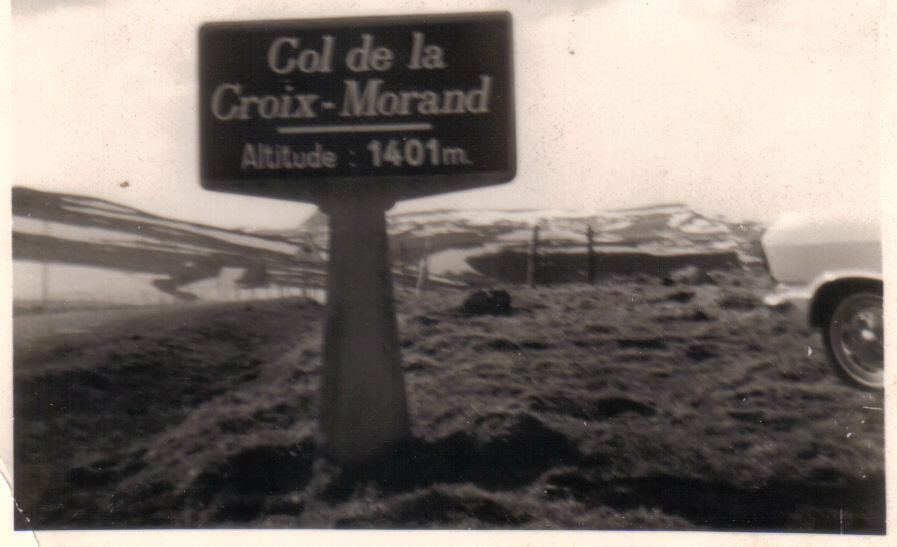 Col de la
Croix-Morand
Altitude : 1401m.